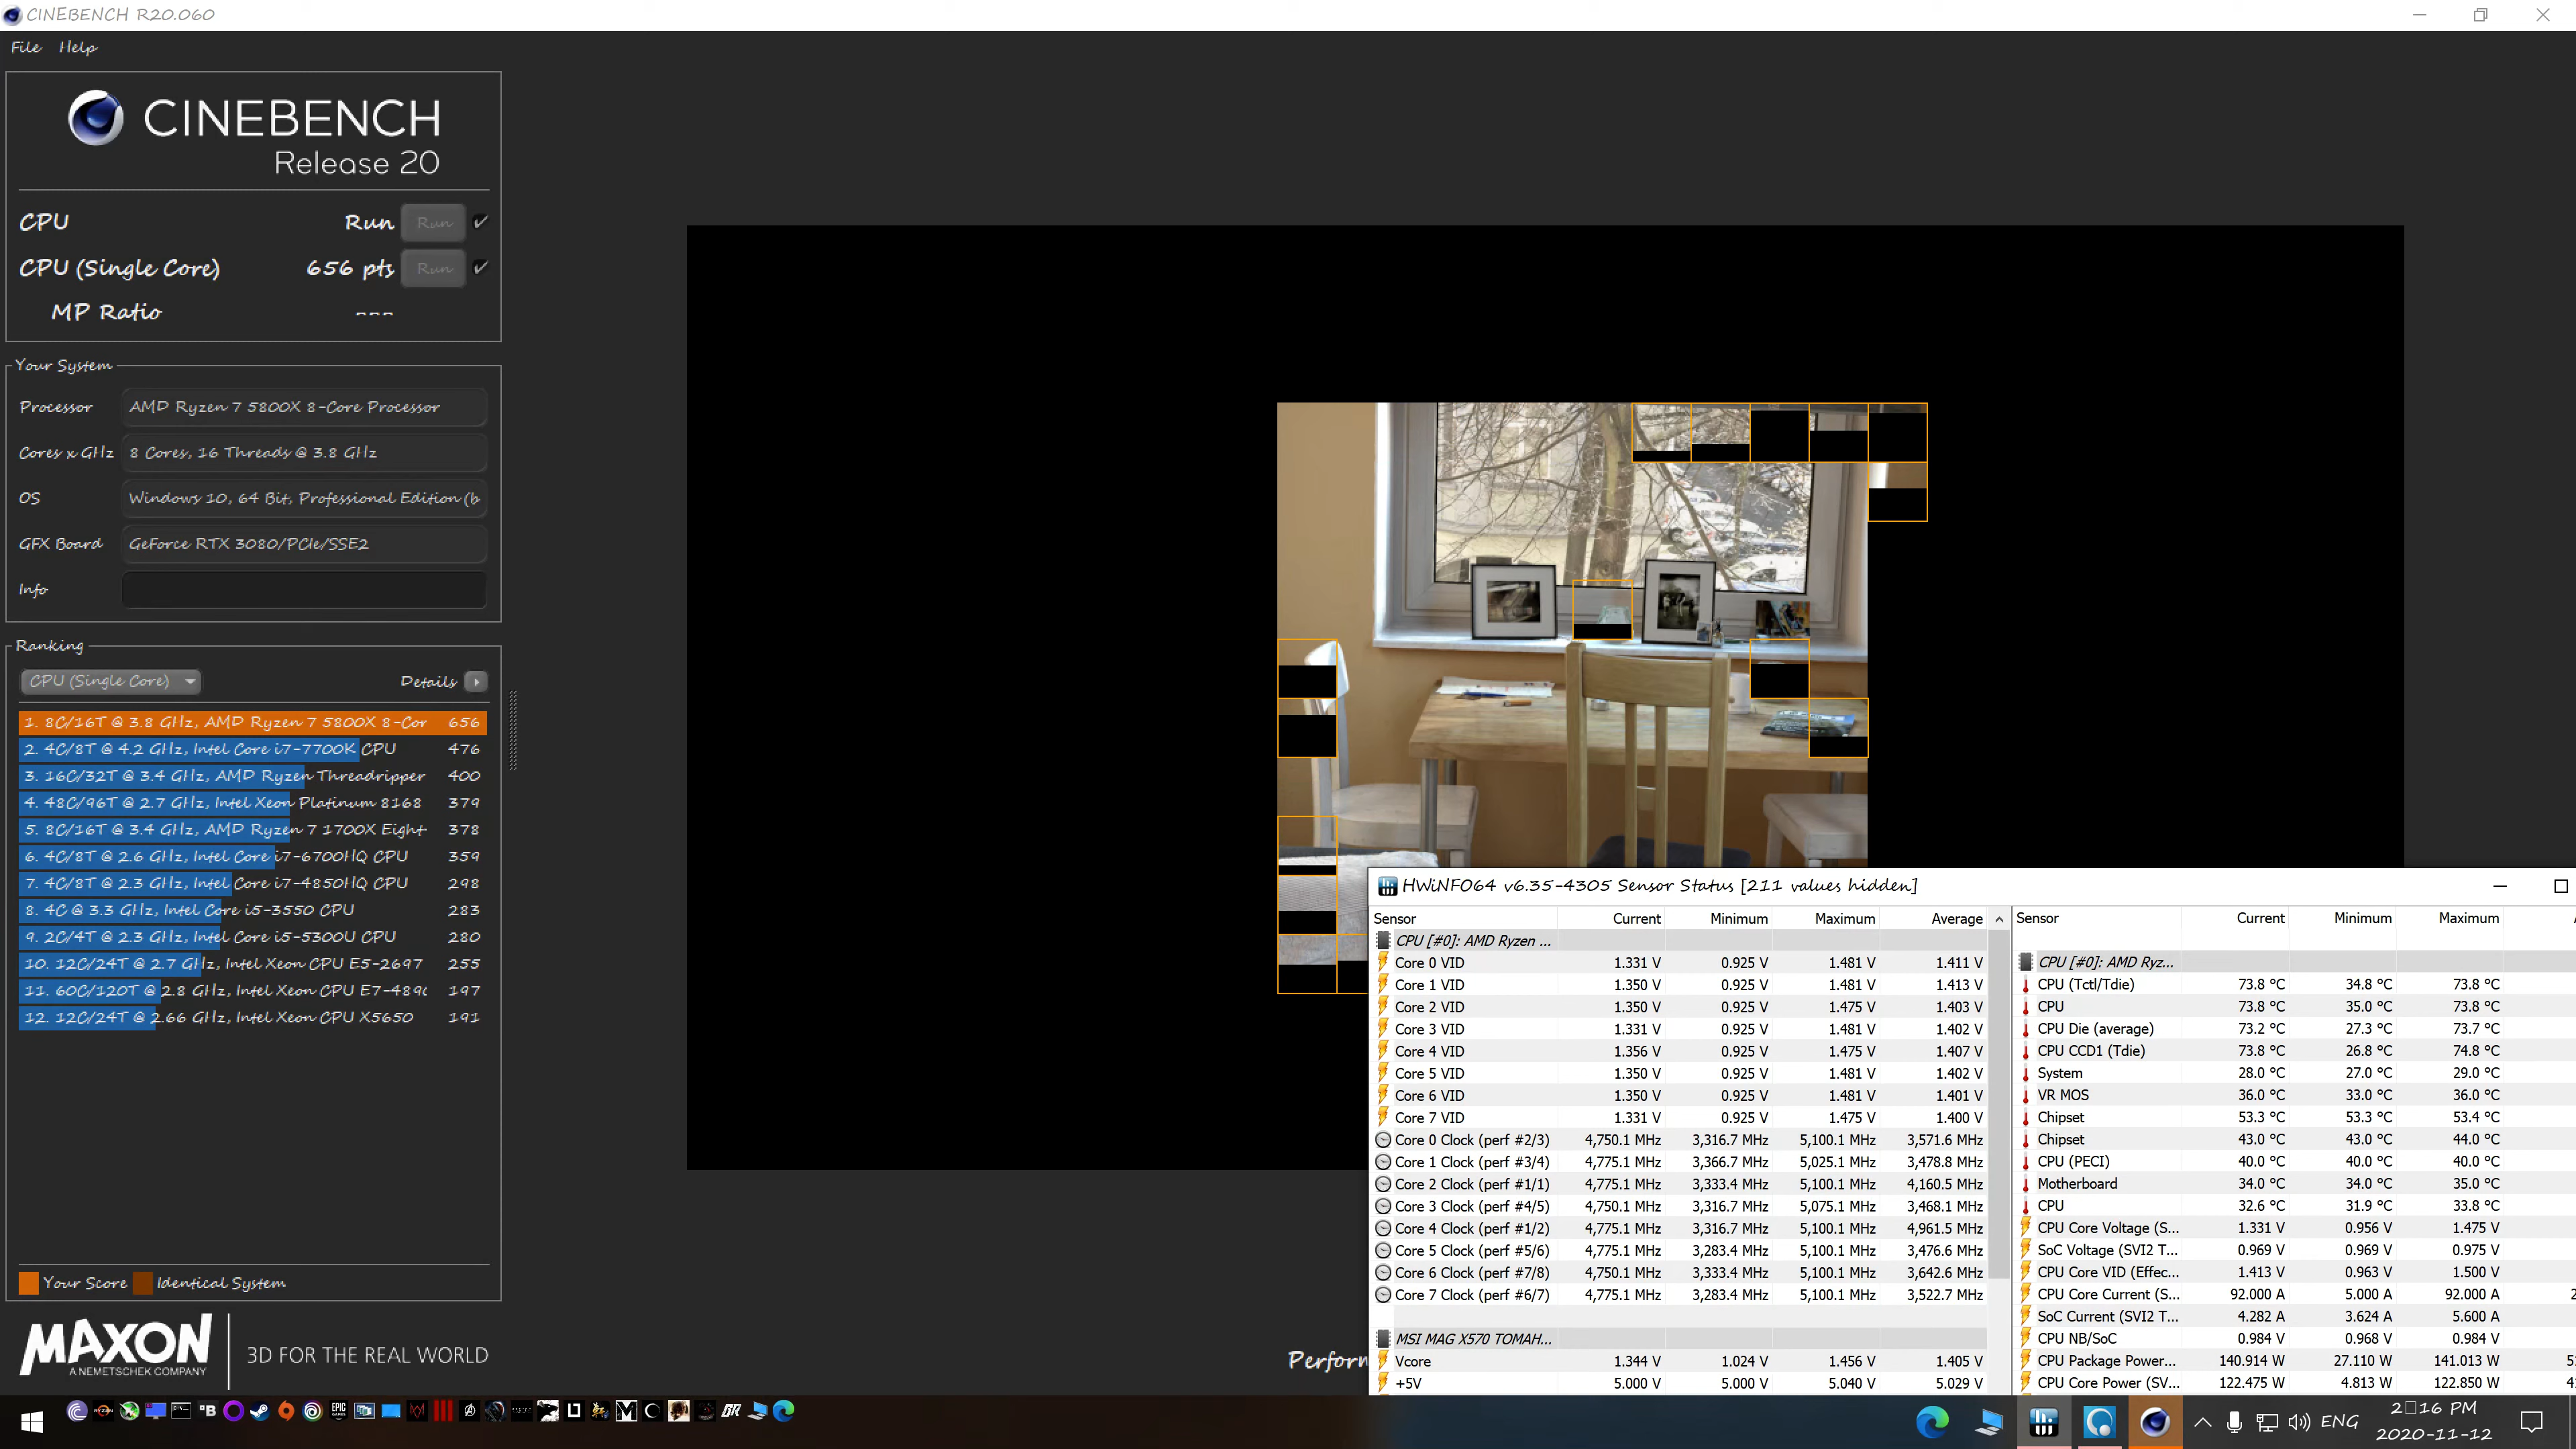 CINEBENCH R20.060
File Help
CINEBENCH
Release 20
CPU Run Run
CPU (Single Core) 656 pts Run
MP Ratio ---
Your System
Processor AMD Ryzen 7 5800X 8-Core Processor
Cores x GHz 8 Cores, 16 Threads @ 3.8 GHz
OS Windows 10, 64 Bit, Professional Edition (b
GFX Board GeForce RTX 3080/PCIe/SSE2
Info
Ranking
CPU (Single Core) Details
1. 8C/16T @ 3.8 GHz, AMD Ryzen 7 5800X 8-Cor 656
2. 4C/8T @ 4.2 GHz, Intel Core i7-7700K CPU 476
3. 16C/32T @ 3.4 GHz, AMD Ryzen Threadripper 400
4. 48C/96T @ 2.7 GHz, Intel Xeon Platinum 8168 379
5. 8C/16T @ 3.4 GHz, AMD Ryzen 7 1700X Eight- 378
6. 4C/8T @ 2.6 GHz, Intel Core i7-6700HQ CPU 359
7. 4C/8T @ 2.3 GHz, Intel Core i7-4850HQ CPU 298
8. 4C @ 3.3 GHz, Intel Core i5-3550 CPU 283
9. 2C/4T @ 2.3 GHz, Intel Core i5-5300U CPU 280
10. 12C/24T @ 2.7 GHz, Intel Xeon CPU E5-2697 255
11. 60C/120T @ 2.8 GHz, Intel Xeon CPU E7-489 197
12. 12C/24T @ 2.66 GHz, Intel Xeon CPU X5650 191
Your Score Identical System
MAXON
A NEMETSCHEK COMPANY
3D FOR THE REAL WORLD
Perform
HWiNFO64 v6.35-4305 Sensor Status [211 values hidden]
Sensor Current Minimum Maximum Average
CPU [#0]: AMD Ryzen ...
Core 0 VID 1.331 V 0.925 V 1.481 V 1.411 V
Core 1 VID 1.350 V 0.925 V 1.481 V 1.413 V
Core 2 VID 1.350 V 0.925 V 1.475 V 1.403 V
Core 3 VID 1.331 V 0.925 V 1.481 V 1.402 V
Core 4 VID 1.356 V 0.925 V 1.475 V 1.407 V
Core 5 VID 1.350 V 0.925 V 1.481 V 1.402 V
Core 6 VID 1.350 V 0.925 V 1.481 V 1.401 V
Core 7 VID 1.331 V 0.925 V 1.475 V 1.400 V
Core 0 Clock (perf #2/3) 4,750.1 MHz 3,316.7 MHz 5,100.1 MHz 3,571.6 MHz
Core 1 Clock (perf #3/4) 4,775.1 MHz 3,366.7 MHz 5,025.1 MHz 3,478.8 MHz
Core 2 Clock (perf #1/1) 4,775.1 MHz 3,333.4 MHz 5,100.1 MHz 4,160.5 MHz
Core 3 Clock (perf #4/5) 4,750.1 MHz 3,316.7 MHz 5,075.1 MHz 3,468.1 MHz
Core 4 Clock (perf #1/2) 4,775.1 MHz 3,316.7 MHz 5,100.1 MHz 4,961.5 MHz
Core 5 Clock (perf #5/6) 4,775.1 MHz 3,283.4 MHz 5,100.1 MHz 3,476.6 MHz
Core 6 Clock (perf #7/8) 4,750.1 MHz 3,333.4 MHz 5,100.1 MHz 3,642.6 MHz
Core 7 Clock (perf #6/7) 4,775.1 MHz 3,283.4 MHz 5,100.1 MHz 3,522.7 MHz
MSI MAG X570 TOMAH...
Vcore 1.344 V 1.024 V 1.456 V 1.405 V
+5V 5.000 V 5.000 V 5.040 V 5.029 V
Sensor Current Minimum Maximum
CPU [#0]: AMD Ryz...
CPU (Tctl/Tdie) 73.8 °C 34.8 °C 73.8 °C
CPU 73.8 °C 35.0 °C 73.8 °C
CPU Die (average) 73.2 °C 27.3 °C 73.7 °C
CPU CCD1 (Tdie) 73.8 °C 26.8 °C 74.8 °C
System 28.0 °C 27.0 °C 29.0 °C
VR MOS 36.0 °C 33.0 °C 36.0 °C
Chipset 53.3 °C 53.3 °C 53.4 °C
Chipset 43.0 °C 43.0 °C 44.0 °C
CPU (PECI) 40.0 °C 40.0 °C 40.0 °C
Motherboard 34.0 °C 34.0 °C 35.0 °C
CPU 32.6 °C 31.9 °C 33.8 °C
CPU Core Voltage (S... 1.331 V 0.956 V 1.475 V
SoC Voltage (SVI2 T... 0.969 V 0.969 V 0.975 V
CPU Core VID (Effec... 1.413 V 0.963 V 1.500 V
CPU Core Current (S... 92.000 A 5.000 A 92.000 A 2
SoC Current (SVI2 T... 4.282 A 3.624 A 5.600 A
CPU NB/SoC 0.984 V 0.968 V 0.984 V
CPU Package Power... 140.914 W 27.110 W 141.013 W 5
CPU Core Power (SV... 122.475 W 4.813 W 122.850 W 4
ENG
2□16 PM
2020-11-12